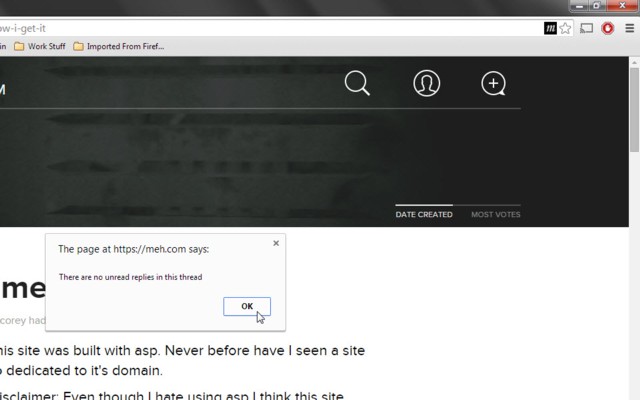 ow-i-get-it
m
in Work Stuff Imported From Firef...
M
DATE CREATED MOST VOTES
The page at https://meh.com says:
There are no unread replies in this thread
OK
me
corey had
his site was built with asp. Never before have I seen a site
o dedicated to it's domain.
isclaimer: Even though I hate using asp I think this site